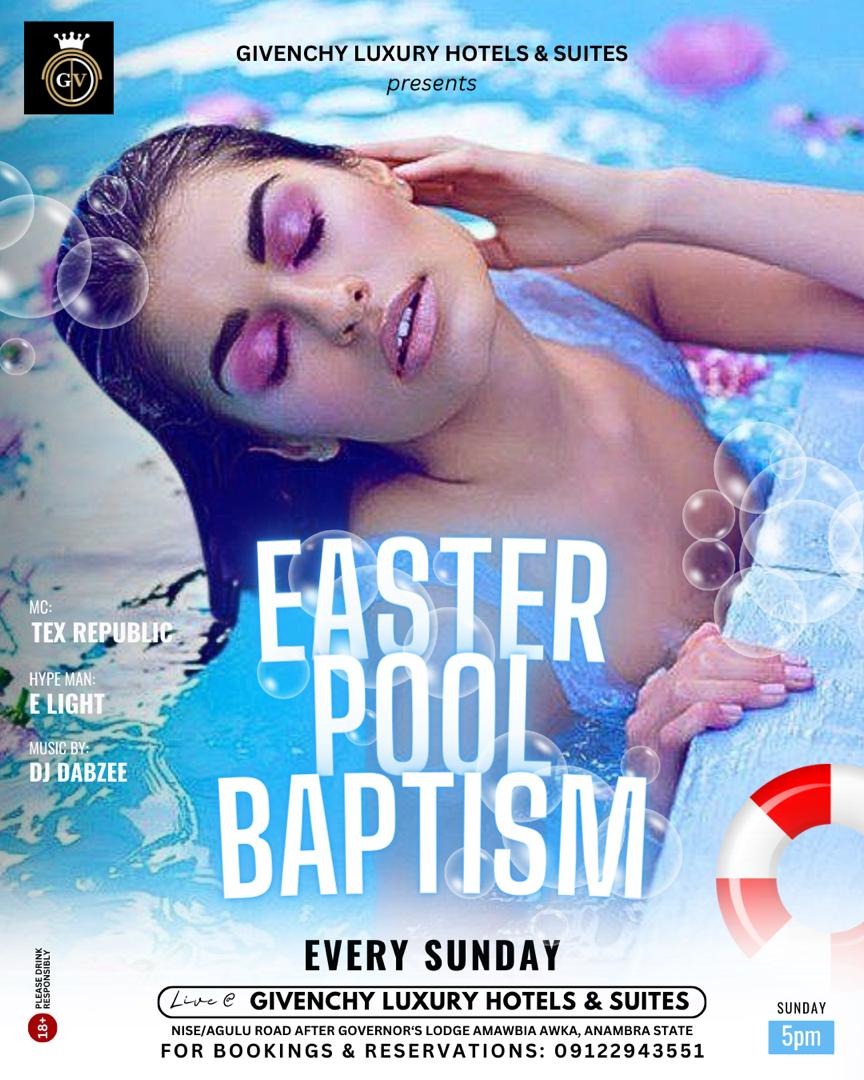 GV
GIVENCHY LUXURY HOTELS & SUITES
presents
MC:
TEX REPUBLIC
HYPE MAN:
E LIGHT
MUSIC BY:
DJ DABZEE
EASTER
POOL
BAPTISM
EVERY SUNDAY
Live @ GIVENCHY LUXURY HOTELS & SUITES
NISE/AGULU ROAD AFTER GOVERNOR'S LODGE AMAWBIA AWKA, ANAMBRA STATE
FOR BOOKINGS & RESERVATIONS: 09122943551
18+
PLEASE DRINK
RESPONSIBLY
SUNDAY
5pm